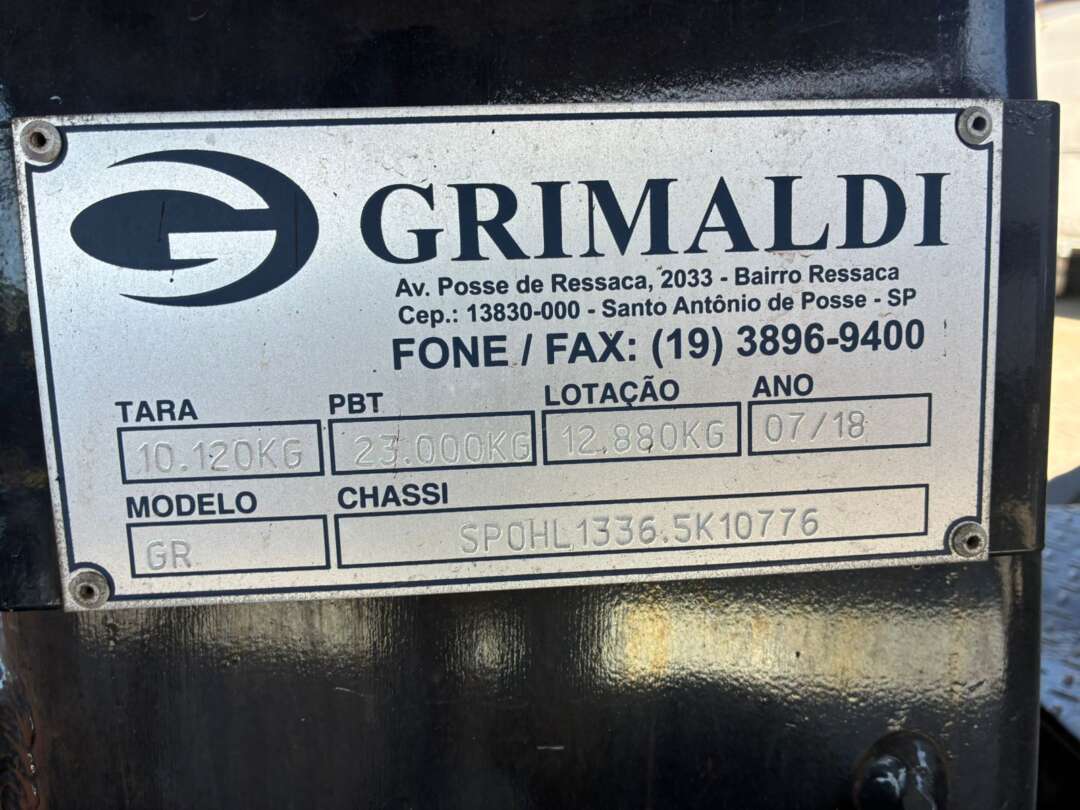 GRIMALDI
Av. Posse de Ressaca, 2033 - Bairro Ressaca
Cep.: 13830-000 - Santo Antônio de Posse - SP
FONE / FAX: (19) 3896-9400
TARA PBT LOTAÇÃO ANO
10.120KG 23.000KG 12.880KG 07/18
MODELO CHASSI
GR SP0HL1336.5K10776